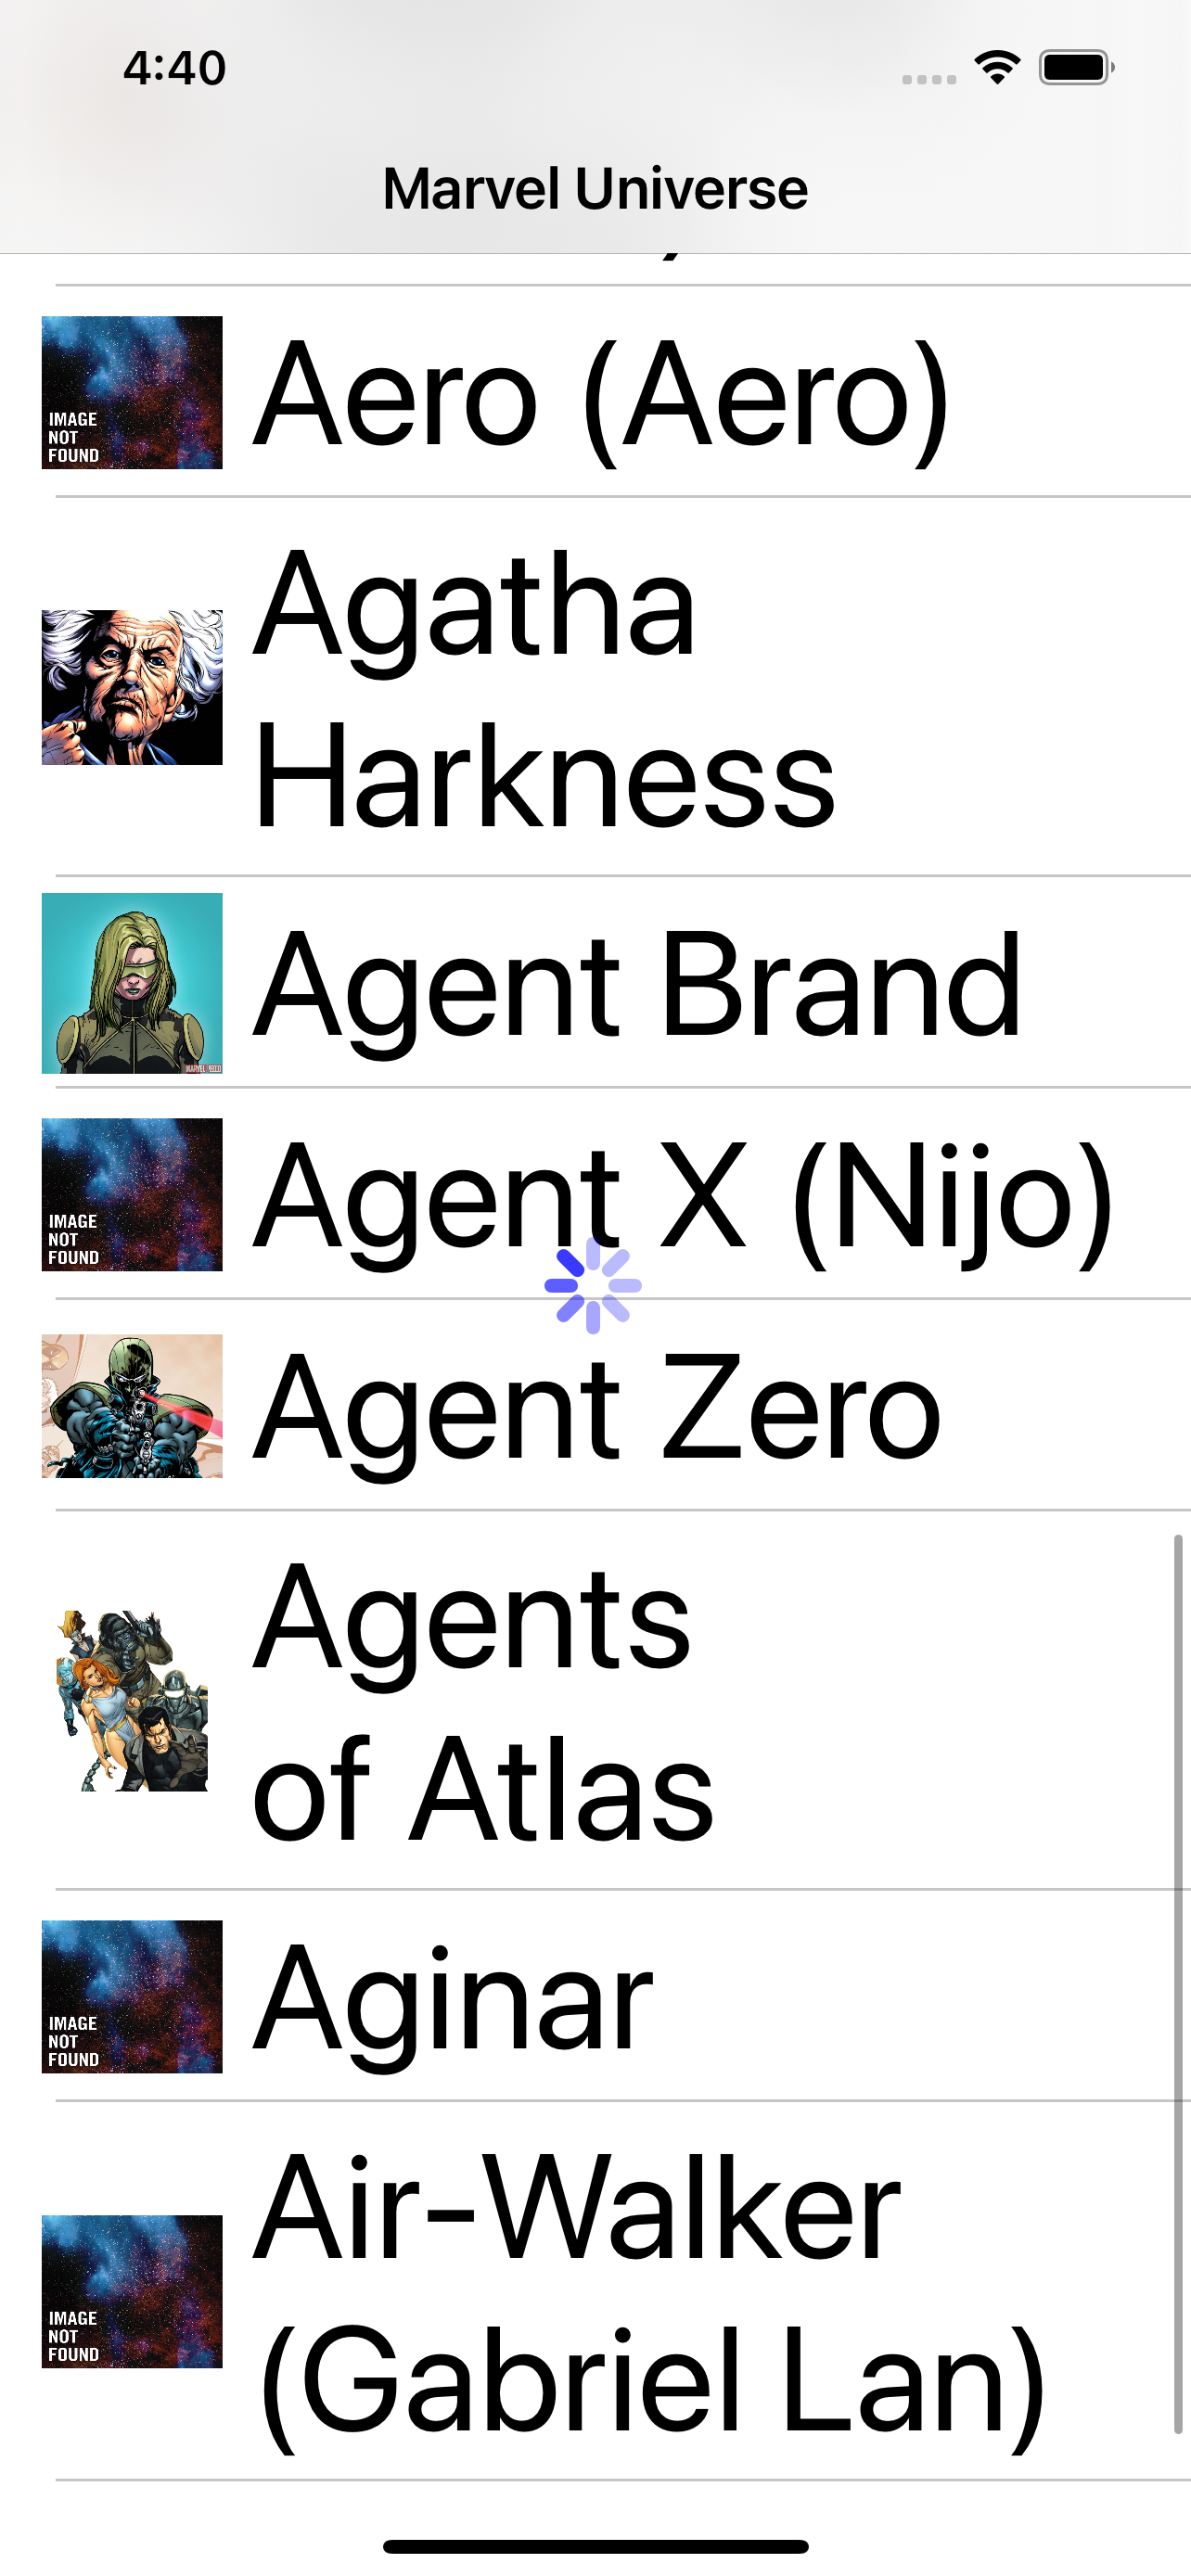 4:40
Marvel Universe
IMAGE
NOT
FOUND
Aero (Aero)
Agatha
Harkness
Agent Brand
IMAGE
NOT
FOUND
Agent X (Nijo)
Agent Zero
Agents
of Atlas
IMAGE
NOT
FOUND
Aginar
IMAGE
NOT
FOUND
Air-Walker
(Gabriel Lan)